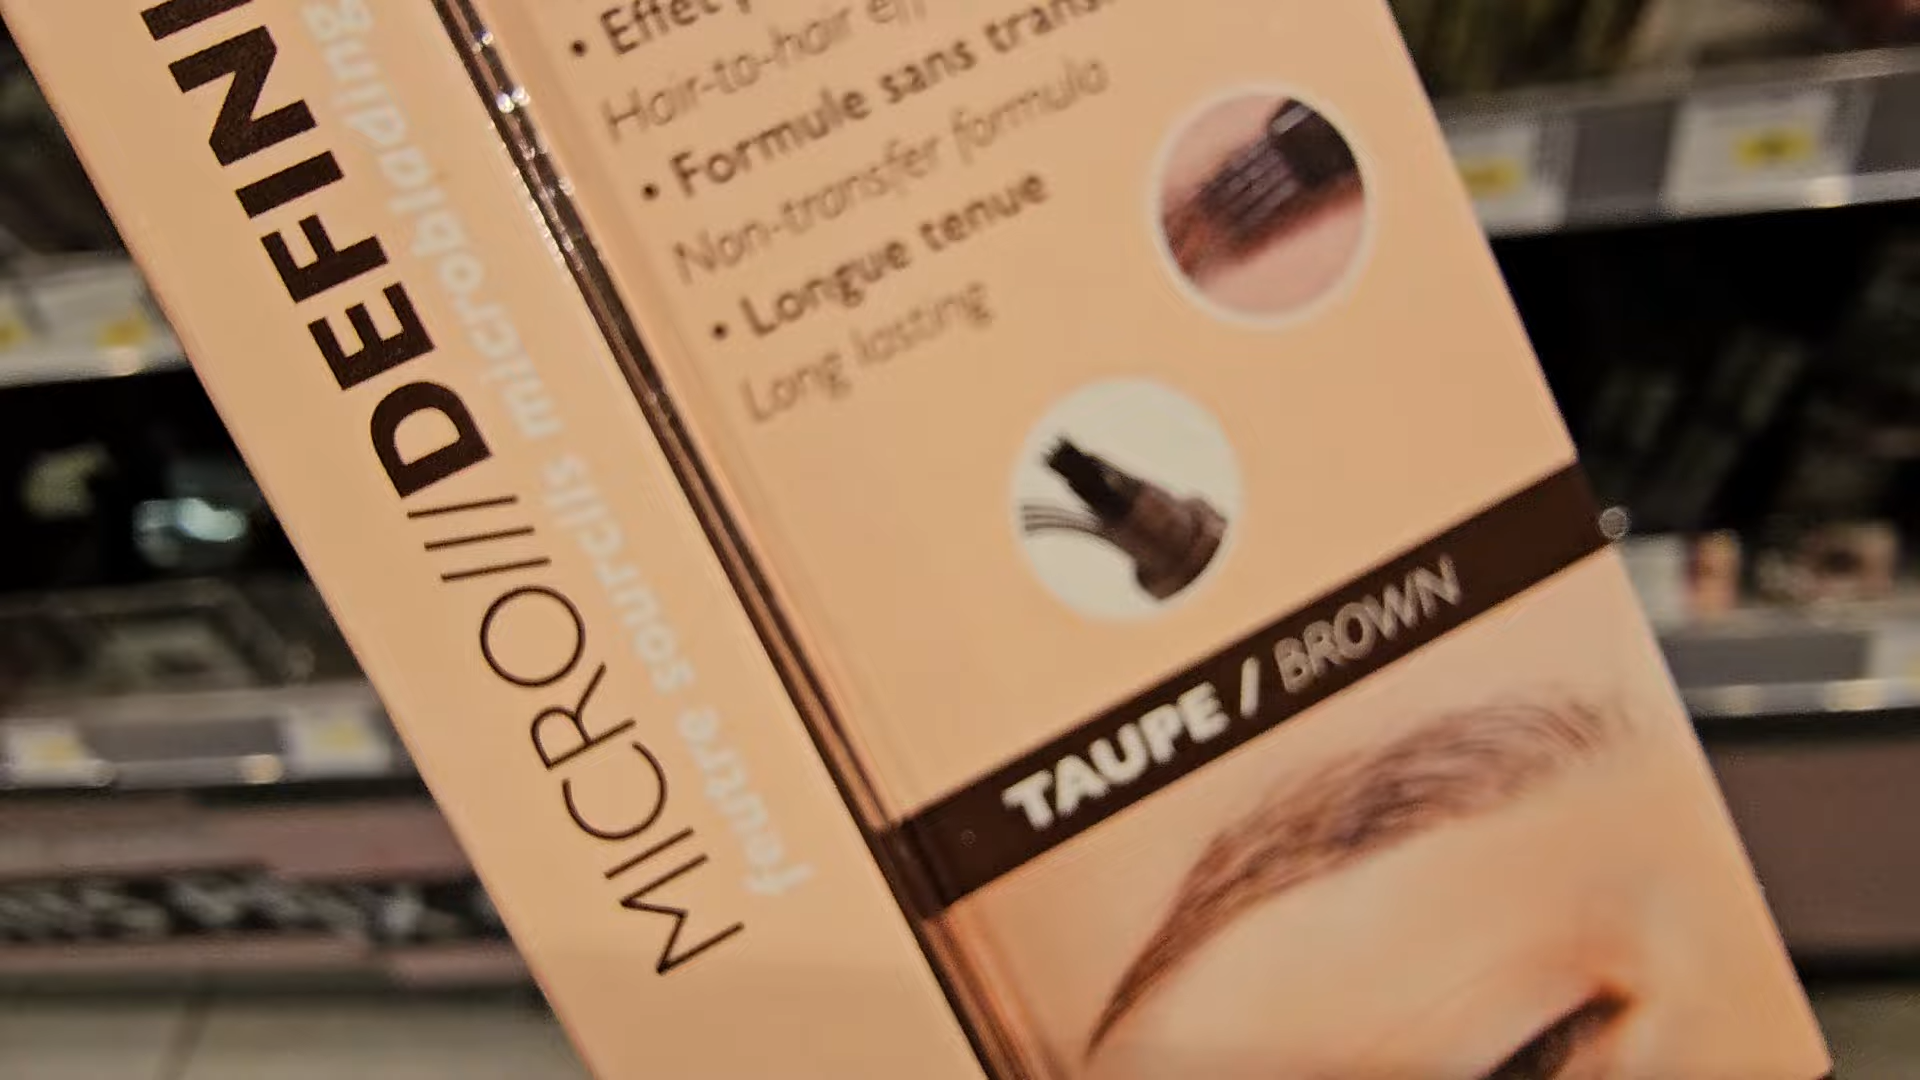 MICRO///DEFINI
feutre sourcils microblading
• Effet
Hair-to-hair
• Formule sans
Non-transfer formula
• Longue tenue
Long lasting
TAUPE / BROWN